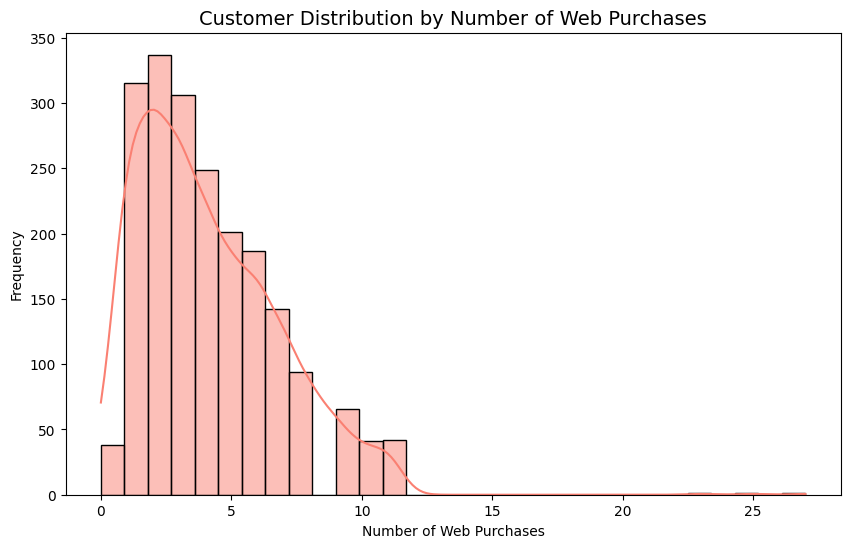 Customer Distribution by Number of Web Purchases
350
300
250
200
150
100
50
0
Frequency
0 5 10 15 20 25
Number of Web Purchases